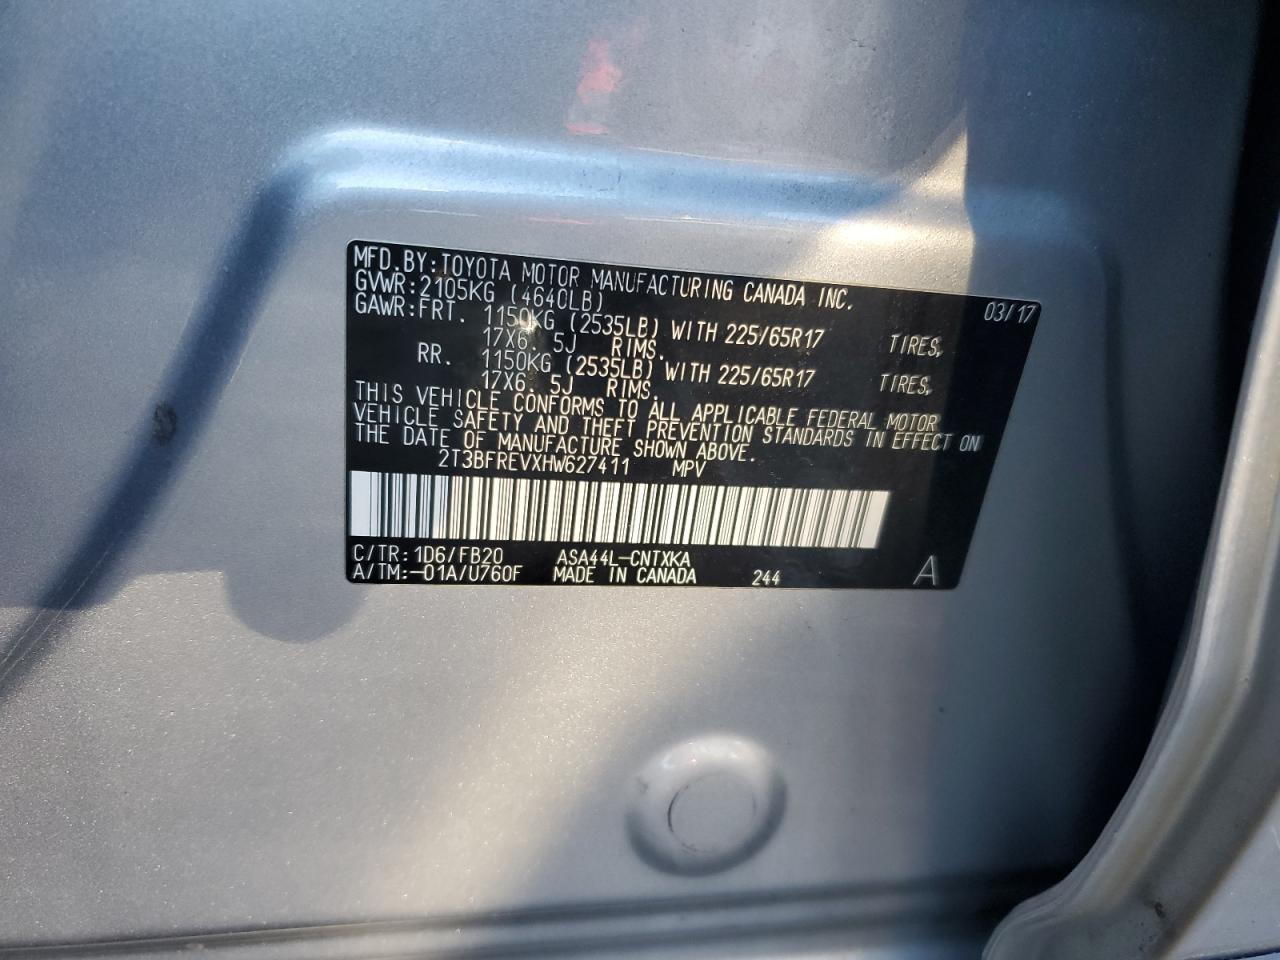 MFD.BY:TOYOTA MOTOR MANUFACTURING CANADA INC.
GVWR:2105KG (4640LB) 03/17
GAWR:FRT. 1150KG (2535LB) WITH 225/65R17 TIRES,
17X6. 5J RIMS.
RR. 1150KG (2535LB) WITH 225/65R17 TIRES,
17X6. 5J RIMS.
THIS VEHICLE CONFORMS TO ALL APPLICABLE FEDERAL MOTOR
VEHICLE SAFETY AND THEFT PREVENTION STANDARDS IN EFFECT ON
THE DATE OF MANUFACTURE SHOWN ABOVE.
2T3BFREVXHW627411 MPV
C/TR:1D6/FB20 ASA44L-CNTXKA
A/TM:-01A/U760F MADE IN CANADA 244 A